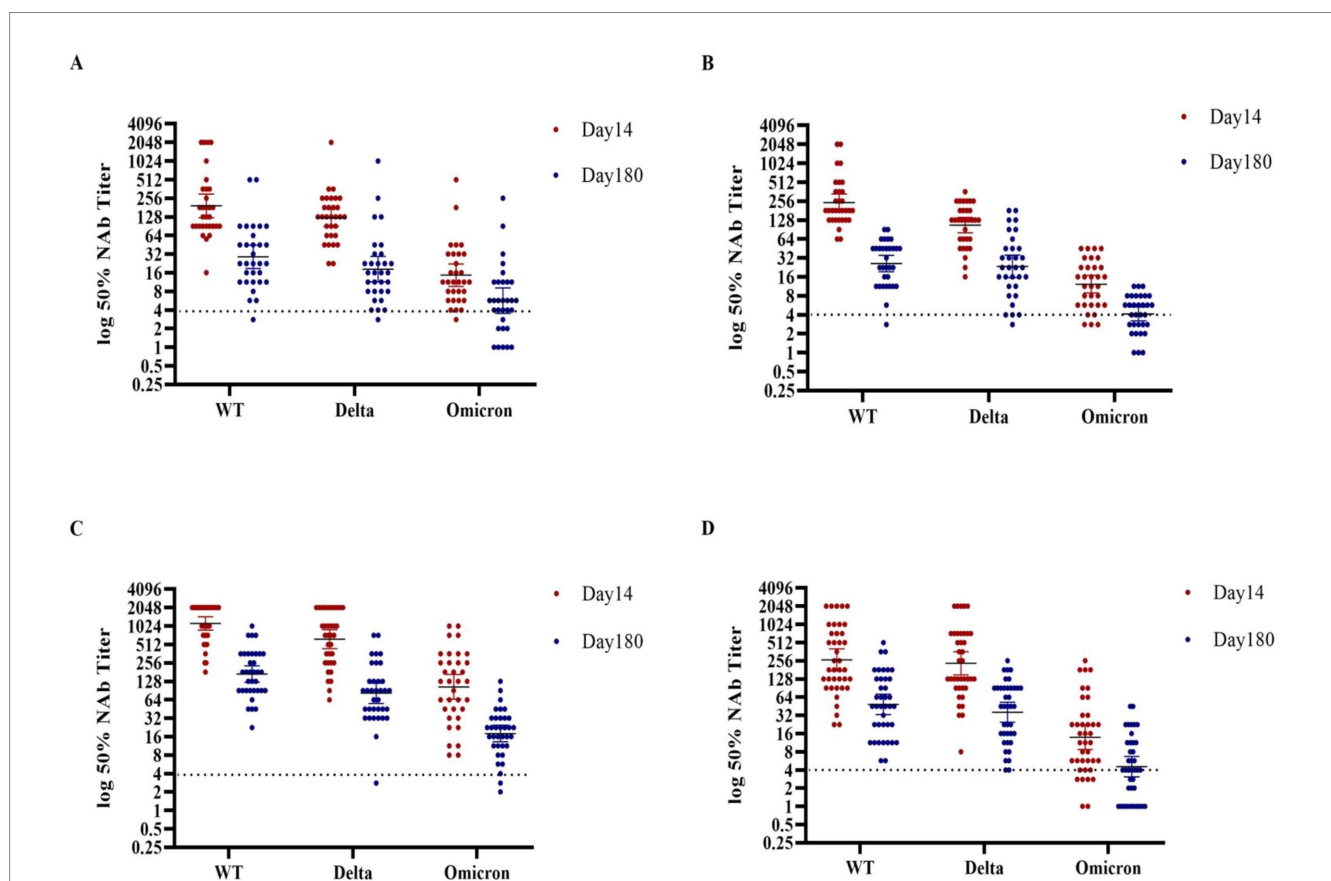 A
log 50% NAb Titer
4096
2048
1024
512
256
128
64
32
16
8
4
2
1
0.5
0.25
WT
Delta
Omicron
Day14
Day180
B
log 50% NAb Titer
4096
2048
1024
512
256
128
64
32
16
8
4
2
1
0.5
0.25
WT
Delta
Omicron
Day14
Day180
C
log 50% NAb Titer
4096
2048
1024
512
256
128
64
32
16
8
4
2
1
0.5
0.25
WT
Delta
Omicron
Day14
Day180
D
log 50% NAb Titer
4096
2048
1024
512
256
128
64
32
16
8
4
2
1
0.5
0.25
WT
Delta
Omicron
Day14
Day180